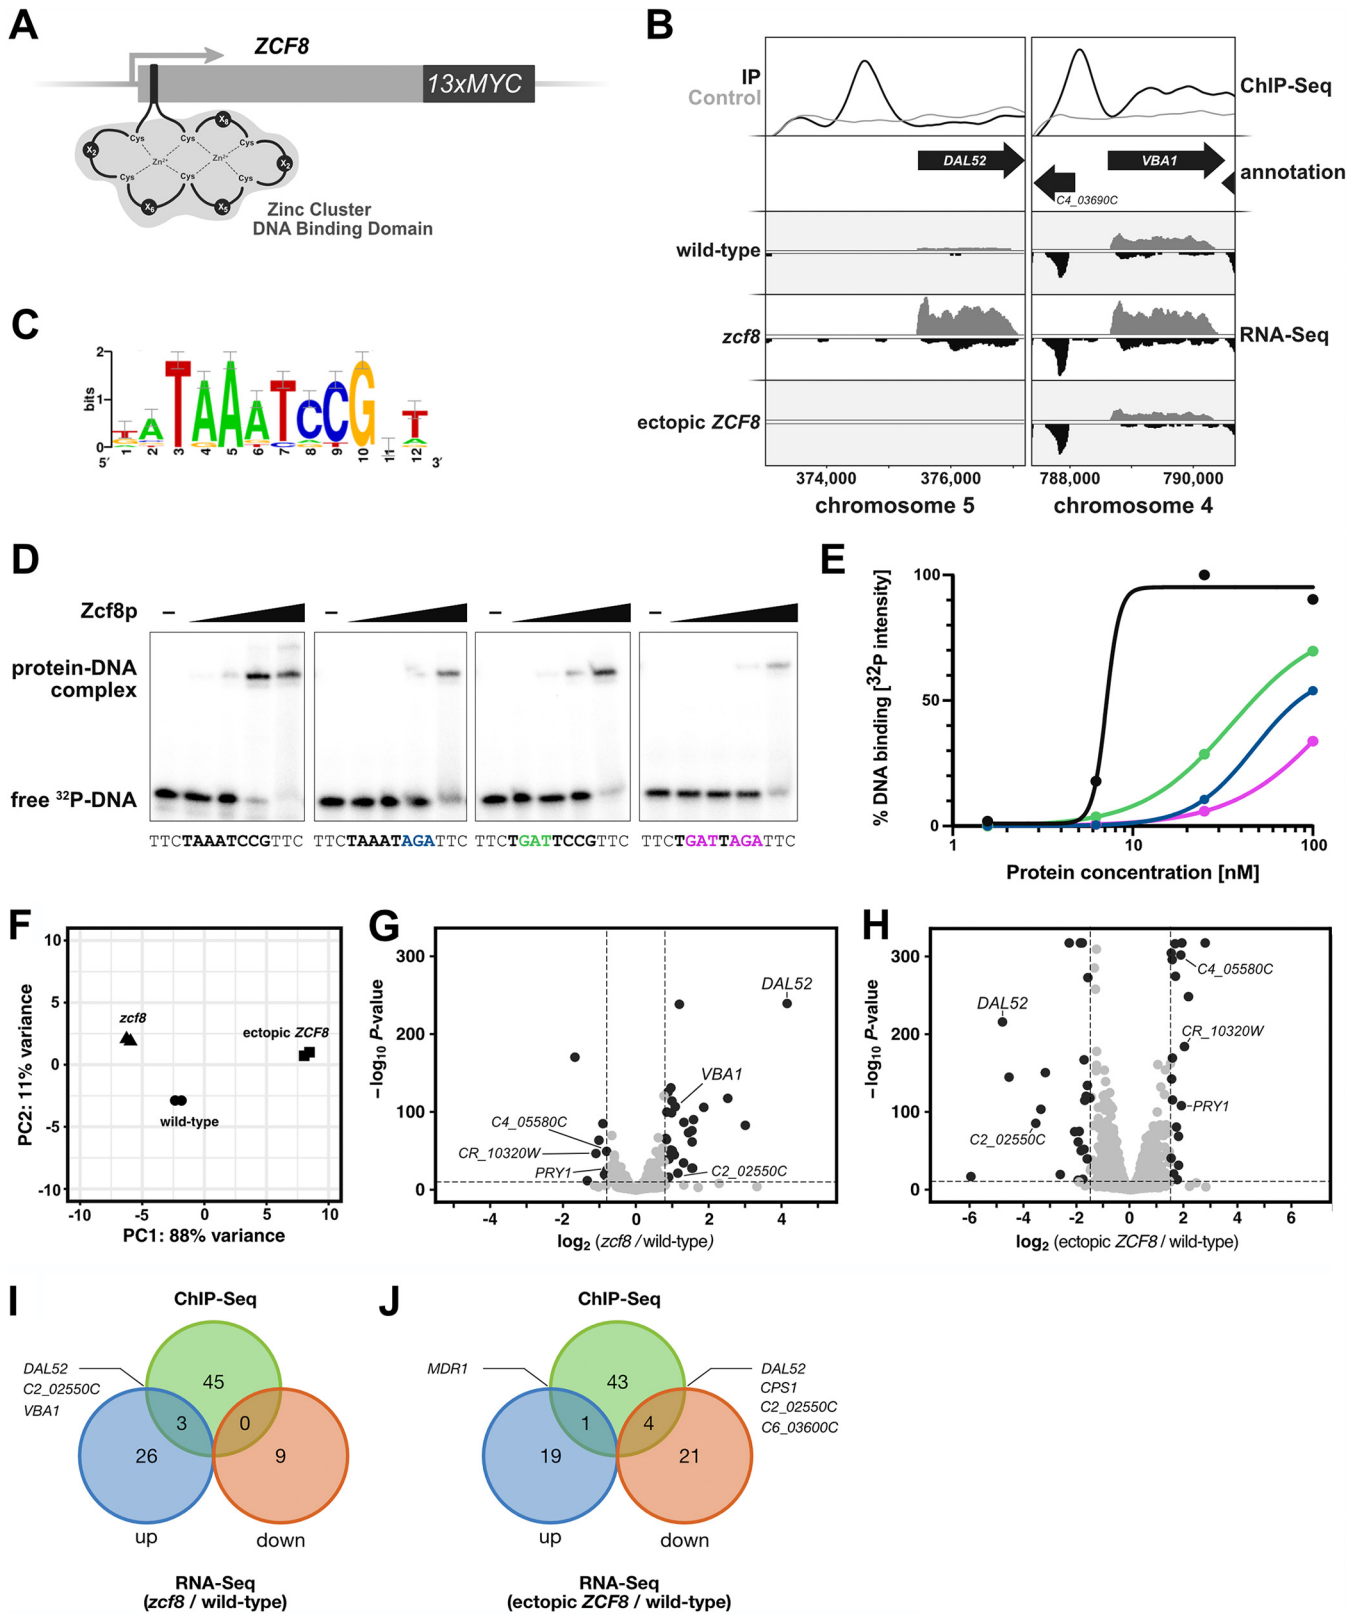 A
ZCF8
13xMYC
X8
Cys
Cys
Cys
X2
Zn2+
Zn2+
X2
Cys
Cys
Cys
X6
X5
Zinc Cluster
DNA Binding Domain
B
IP
Control
ChIP-Seq
DAL52
VBA1
annotation
C4_03690C
wild-type
zcf8
RNA-Seq
ectopic ZCF8
374,000
376,000
788,000
790,000
chromosome 5
chromosome 4
C
2
1
0
bits
TATAAATCCG T
1 2 3 4 5 6 7 8 9 10 11 12
5′
3′
D
Zcf8p
–
–
–
–
protein-DNA
complex
free 32P-DNA
TTCTAAATCCGTTC
TTCTAAATAGATTC
TTCTGATTCCGTTC
TTCTGATTAGATTC
E
100
50
0
% DNA binding [32P intensity]
1
10
100
Protein concentration [nM]
F
10
5
0
-5
-10
PC2: 11% variance
zcf8
ectopic ZCF8
wild-type
-10
-5
0
5
10
PC1: 88% variance
G
300
200
100
0
−log10 P-value
DAL52
VBA1
C4_05580C
CR_10320W
PRY1
C2_02550C
-4
-2
0
2
4
log2 (zcf8 / wild-type)
H
300
200
100
0
−log10 P-value
C4_05580C
DAL52
CR_10320W
PRY1
C2_02550C
-6
-4
-2
0
2
4
6
log2 (ectopic ZCF8 / wild-type)
I
ChIP-Seq
DAL52
C2_02550C
VBA1
45
3
0
26
9
up
down
RNA-Seq
(zcf8 / wild-type)
J
ChIP-Seq
MDR1
DAL52
CPS1
C2_02550C
C6_03600C
43
1
4
19
21
up
down
RNA-Seq
(ectopic ZCF8 / wild-type)